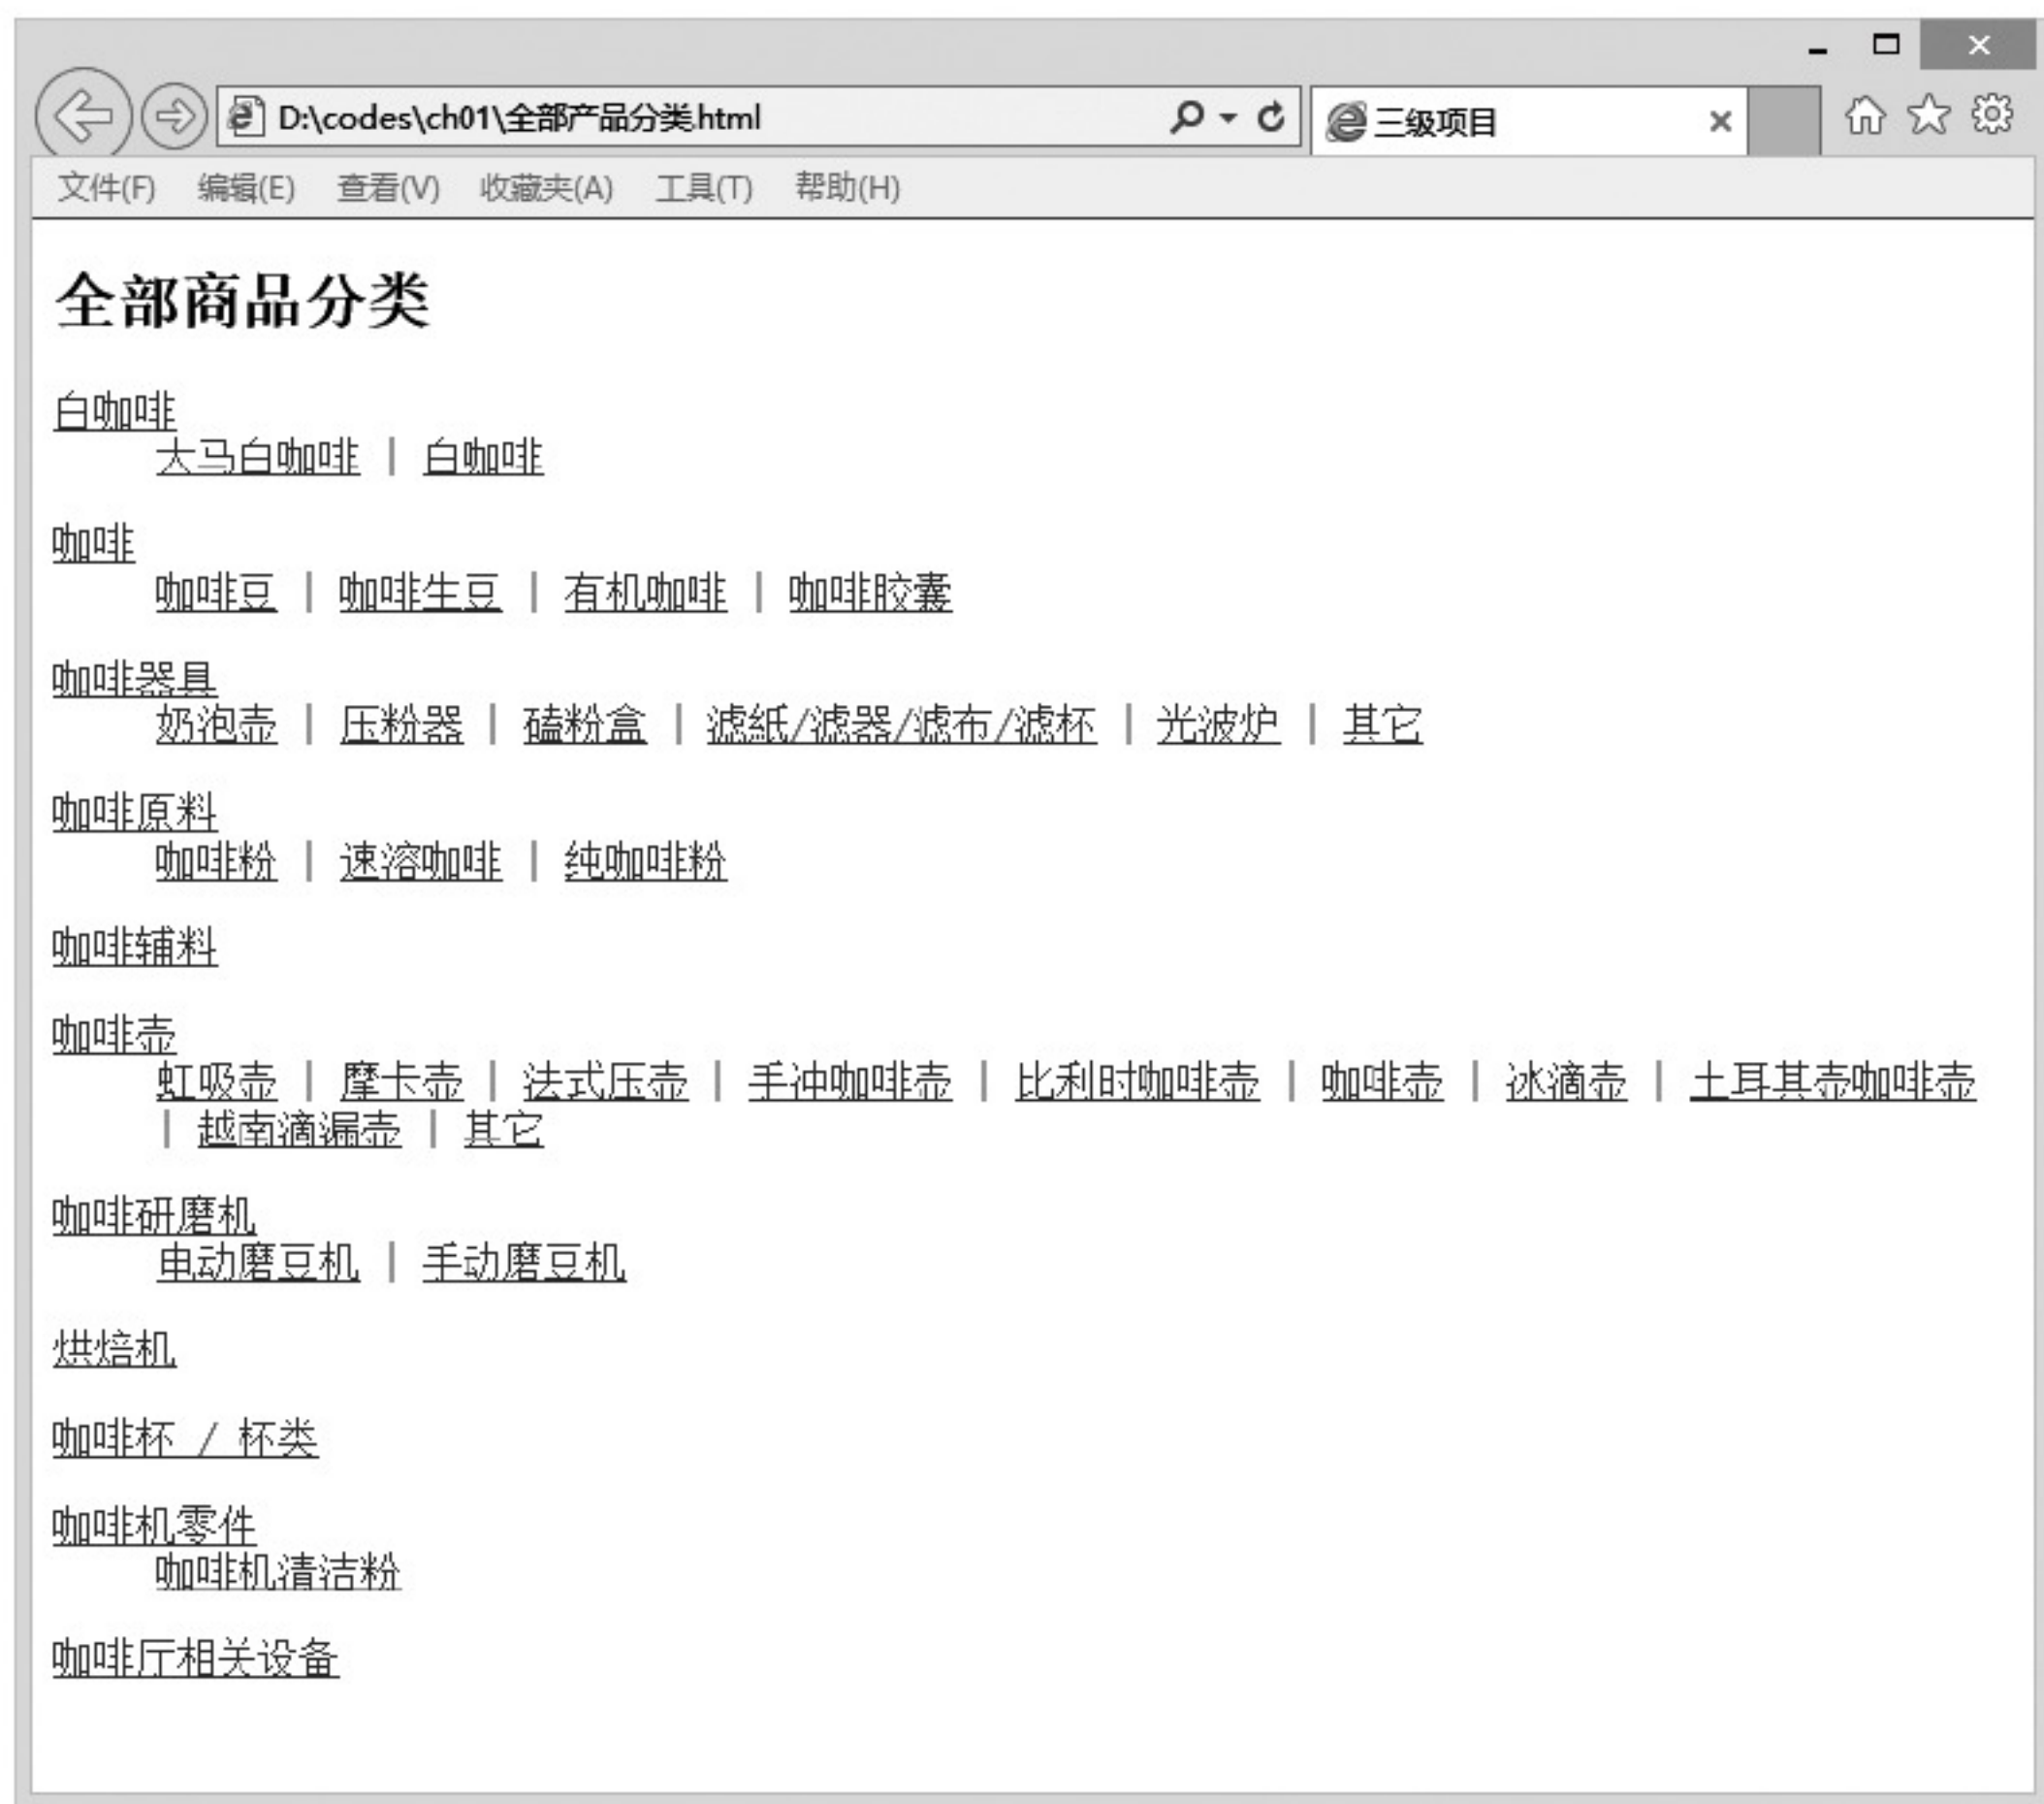 D:\codes\ch01\全部产品分类.html
三级项目
文件(F) 编辑(E) 查看(V) 收藏夹(A) 工具(T) 帮助(H)
全部商品分类
白咖啡
大马白咖啡 | 白咖啡
咖啡
咖啡豆 | 咖啡生豆 | 有机咖啡 | 咖啡胶囊
咖啡器具
奶泡壶 | 压粉器 | 磕粉盒 | 滤紙/滤器/滤布/滤杯 | 光波炉 | 其它
咖啡原料
咖啡粉 | 速溶咖啡 | 纯咖啡粉
咖啡辅料
咖啡壶
虹吸壶 | 摩卡壶 | 法式压壶 | 手冲咖啡壶 | 比利时咖啡壶 | 咖啡壶 | 冰滴壶 | 土耳其壶咖啡壶
| 越南滴漏壶 | 其它
咖啡研磨机
电动磨豆机 | 手动磨豆机
烘焙机
咖啡杯 / 杯类
咖啡机零件
咖啡机清洁粉
咖啡厅相关设备